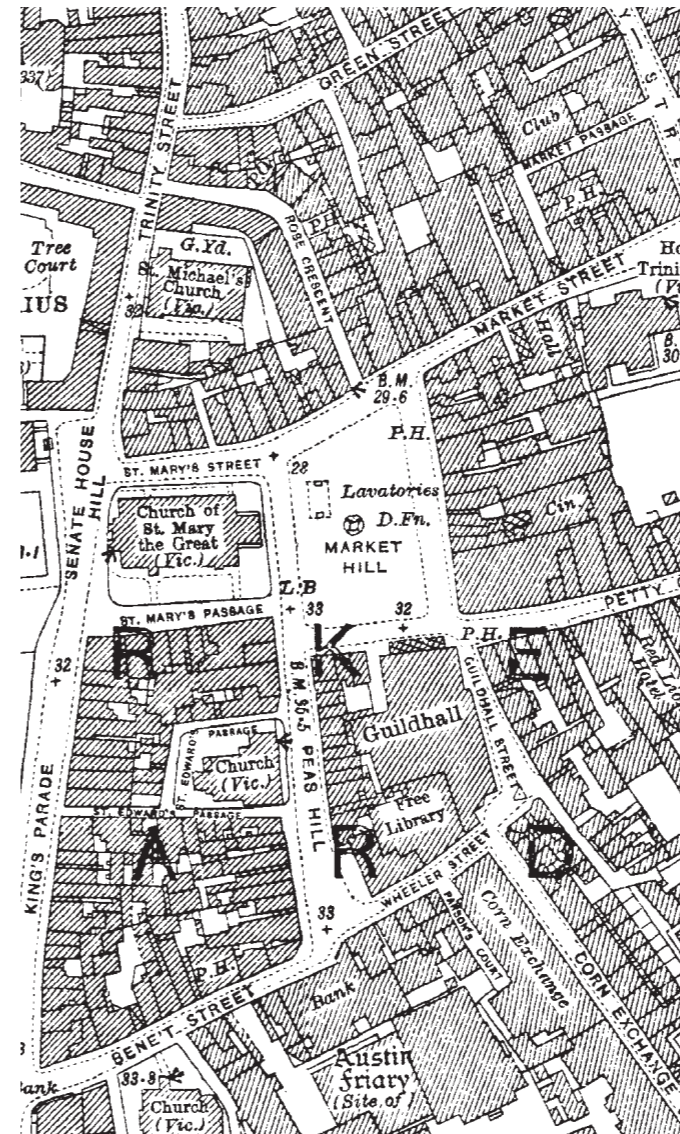 337
GREEN STREET
TRINITY STREET
Club
MARKET PASSAGE
P.H.
ROSE CRESCENT
P.H.
Tree
Court
IUS
G.Yd.
St. Michael's
Church
(Vic.)
MARKET STREET
Hall
Trini
B.
30
B.M.
29.6
P.H.
SENATE HOUSE
HILL
ST. MARY'S STREET
28
Lavatories
D.Fn.
MARKET
HILL
Cin.
Church of
St. Mary
the Great
(Vic.)
L.B
33
32
ST. MARY'S PASSAGE
PETTY
P.H.
R K E
32
B.M. 30.5
GUILDHALL STREET
Guildhall
Hotel
ST. EDWARD'S PASSAGE
Church
(Vic.)
PEAS HILL
Free
Library
ST. EDWARD'S PASSAGE
KING'S PARADE
A R D
WHEELER STREET
PARSON'S COURT
Corn Exchange
CORN EXCHANGE
33
P.H.
Bank
BENE'T STREET
Austin
Friary
(Site of)
33.8
Church
(Vic.)